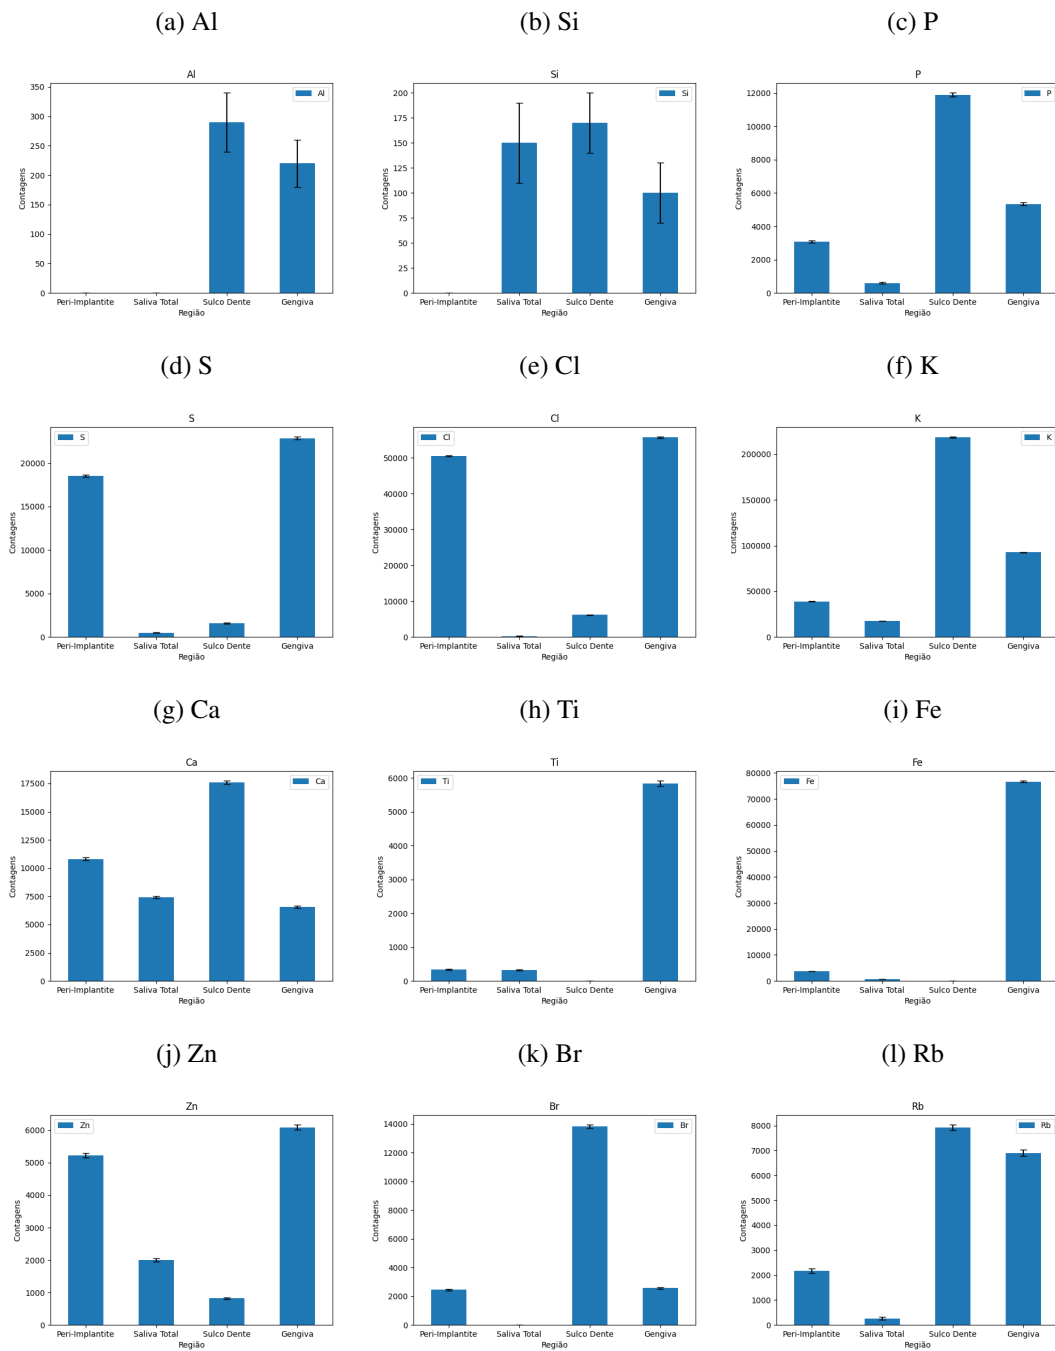 (a) Al
(b) Si
(c) P
Al
Al
350
300
250
200
150
100
50
0
Contagens
Peri-Implantite Saliva Total Sulco Dente Gengiva
Região
Si
Si
200
175
150
125
100
75
50
25
0
Contagens
Peri-Implantite Saliva Total Sulco Dente Gengiva
Região
P
P
12000
10000
8000
6000
4000
2000
0
Contagens
Peri-Implantite Saliva Total Sulco Dente Gengiva
Região
(d) S
(e) Cl
(f) K
S
S
20000
15000
10000
5000
0
Contagens
Peri-Implantite Saliva Total Sulco Dente Gengiva
Região
Cl
Cl
50000
40000
30000
20000
10000
0
Contagens
Peri-Implantite Saliva Total Sulco Dente Gengiva
Região
K
K
200000
150000
100000
50000
0
Contagens
Peri-Implantite Saliva Total Sulco Dente Gengiva
Região
(g) Ca
(h) Ti
(i) Fe
Ca
Ca
17500
15000
12500
10000
7500
5000
2500
0
Contagens
Peri-Implantite Saliva Total Sulco Dente Gengiva
Região
Ti
Ti
6000
5000
4000
3000
2000
1000
0
Contagens
Peri-Implantite Saliva Total Sulco Dente Gengiva
Região
Fe
Fe
80000
70000
60000
50000
40000
30000
20000
10000
0
Contagens
Peri-Implantite Saliva Total Sulco Dente Gengiva
Região
(j) Zn
(k) Br
(l) Rb
Zn
Zn
6000
5000
4000
3000
2000
1000
0
Contagens
Peri-Implantite Saliva Total Sulco Dente Gengiva
Região
Br
Br
14000
12000
10000
8000
6000
4000
2000
0
Contagens
Peri-Implantite Saliva Total Sulco Dente Gengiva
Região
Rb
Rb
8000
7000
6000
5000
4000
3000
2000
1000
0
Contagens
Peri-Implantite Saliva Total Sulco Dente Gengiva
Região